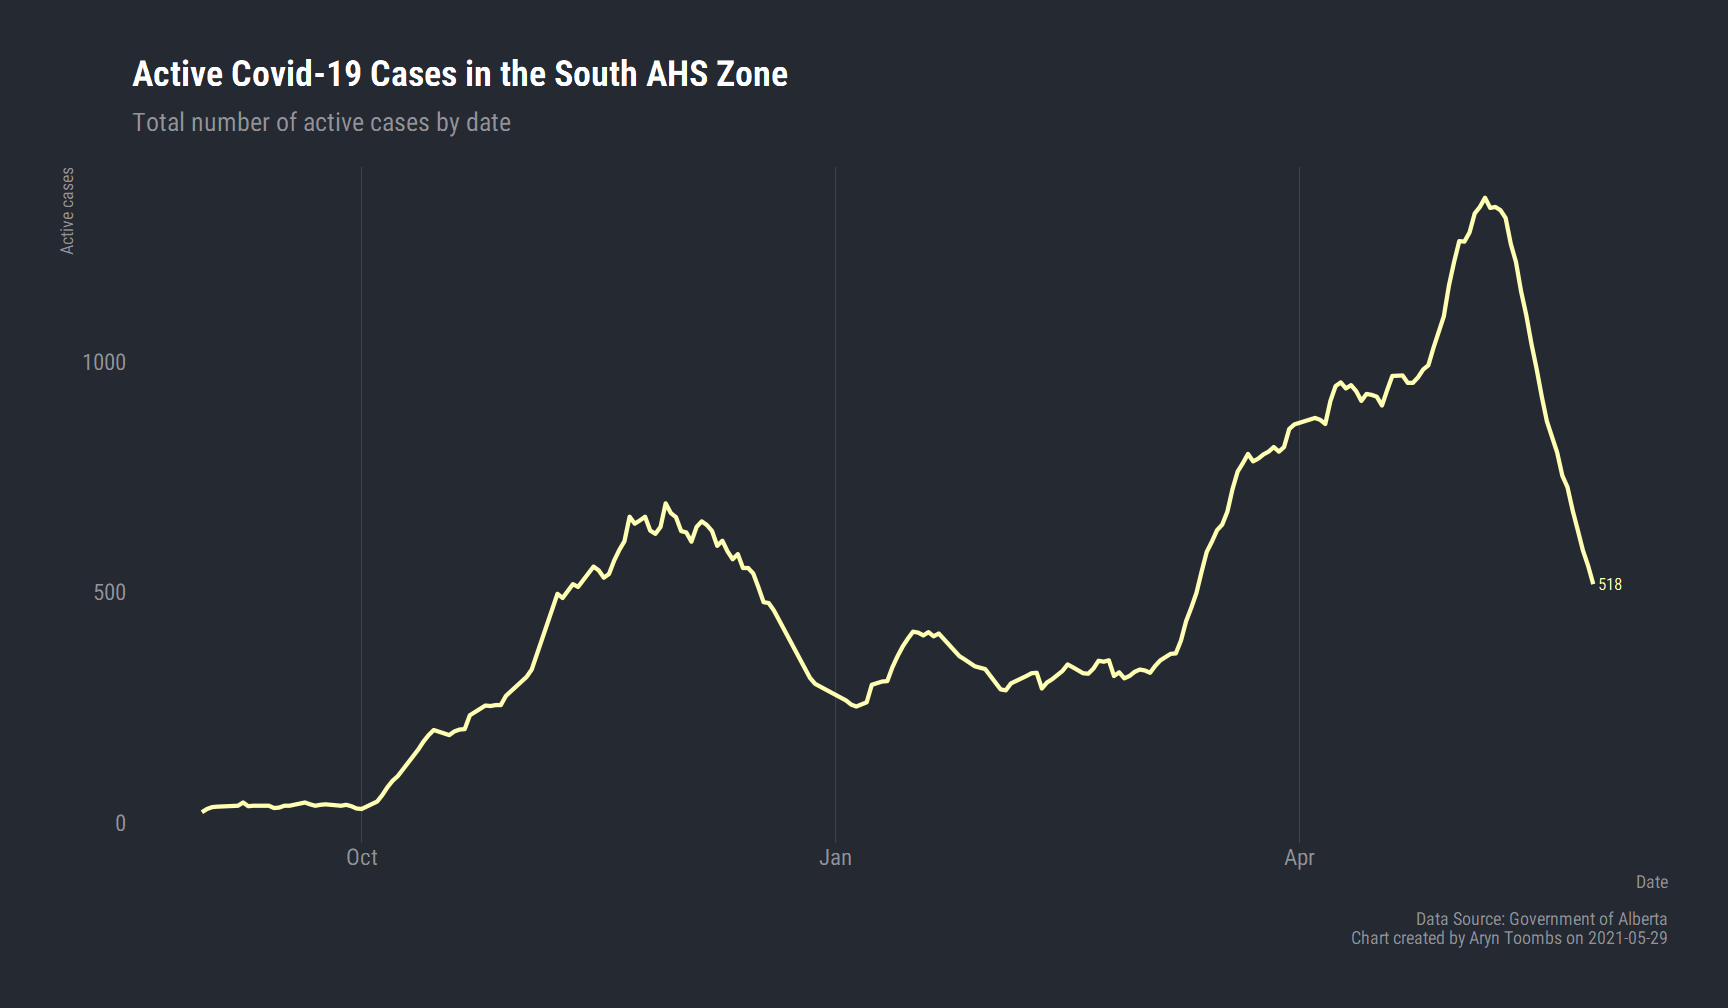 Active Covid-19 Cases in the South AHS Zone
Total number of active cases by date
Active cases
1000
500
0
518
Oct
Jan
Apr
Date
Data Source: Government of Alberta
Chart created by Aryn Toombs on 2021-05-29